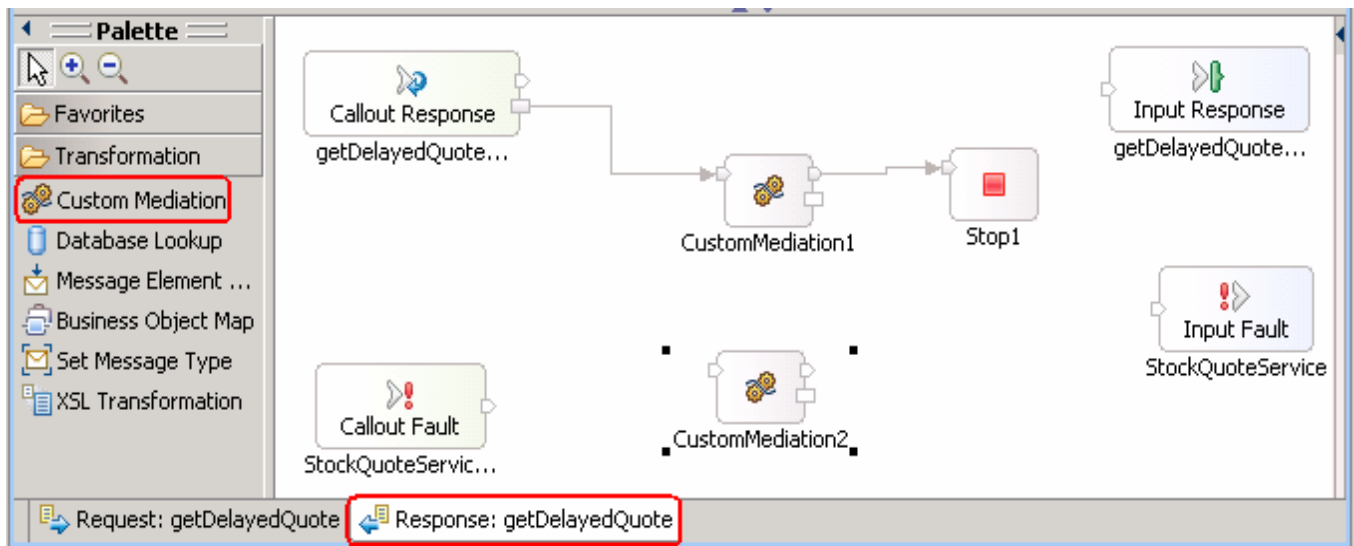 Palette
Favorites
Transformation
Custom Mediation
Database Lookup
Message Element ...
Business Object Map
Set Message Type
XSL Transformation
Callout Response
getDelayedQuote...
CustomMediation1
Stop1
Input Response
getDelayedQuote...
Input Fault
StockQuoteService
Callout Fault
StockQuoteServic...
CustomMediation2
Request: getDelayedQuote
Response: getDelayedQuote